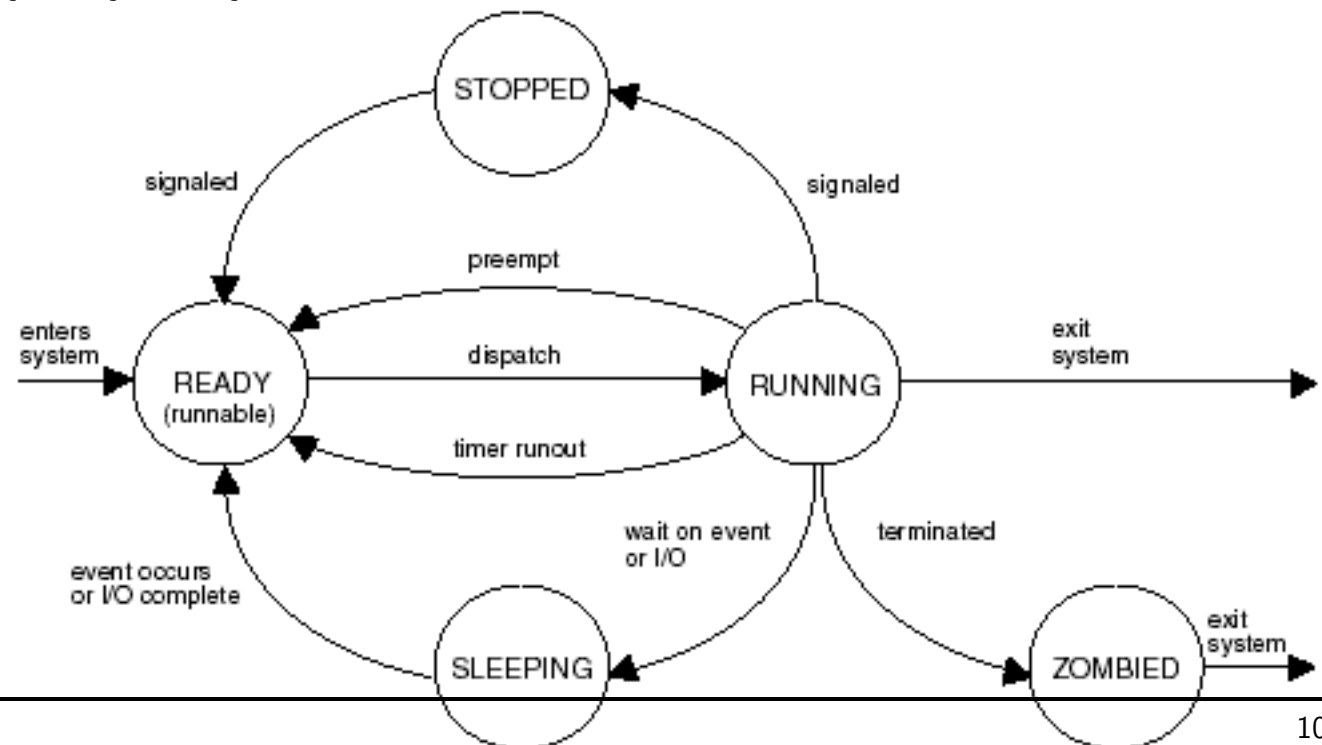 STOPPED
signaled
signaled
preempt
enters
system
dispatch
exit
system
READY
(runnable)
RUNNING
timer runout
wait on event
or I/O
terminated
event occurs
or I/O complete
SLEEPING
ZOMBIED
exit
system
10